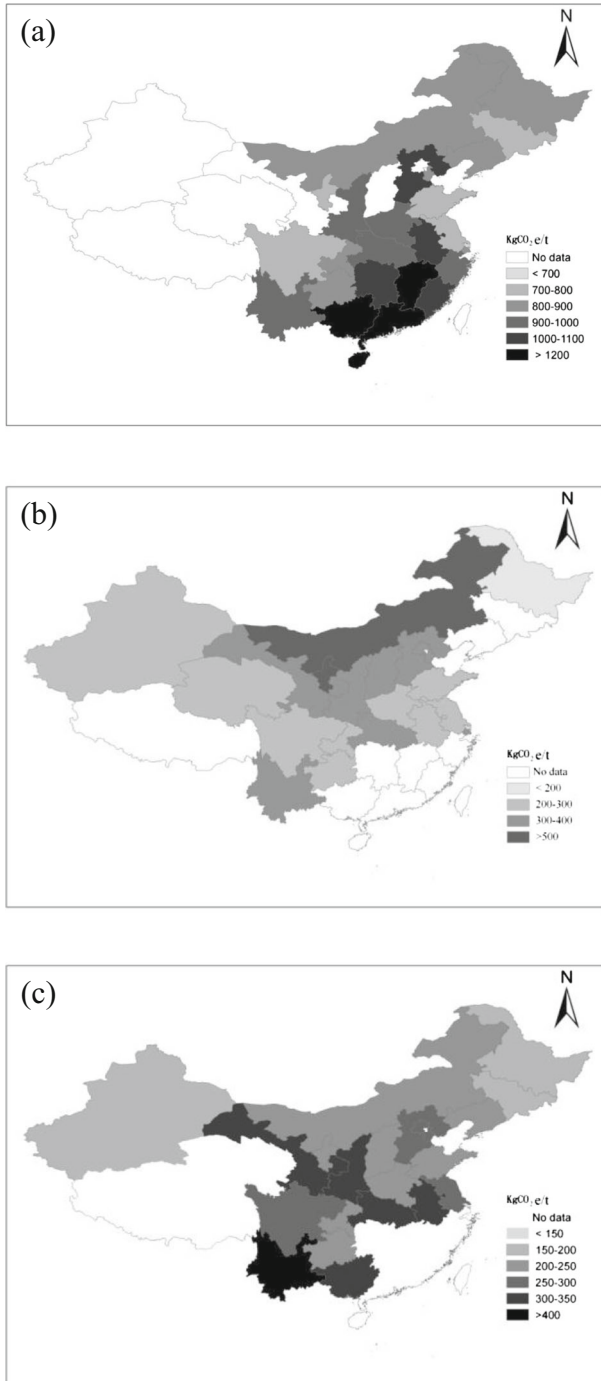 (a)
N
KgCO₂e/t
No data
< 700
700-800
800-900
900-1000
1000-1100
> 1200
(b)
N
KgCO₂e/t
No data
< 200
200-300
300-400
>500
(c)
N
KgCO₂e/t
No data
< 150
150-200
200-250
250-300
300-350
>400